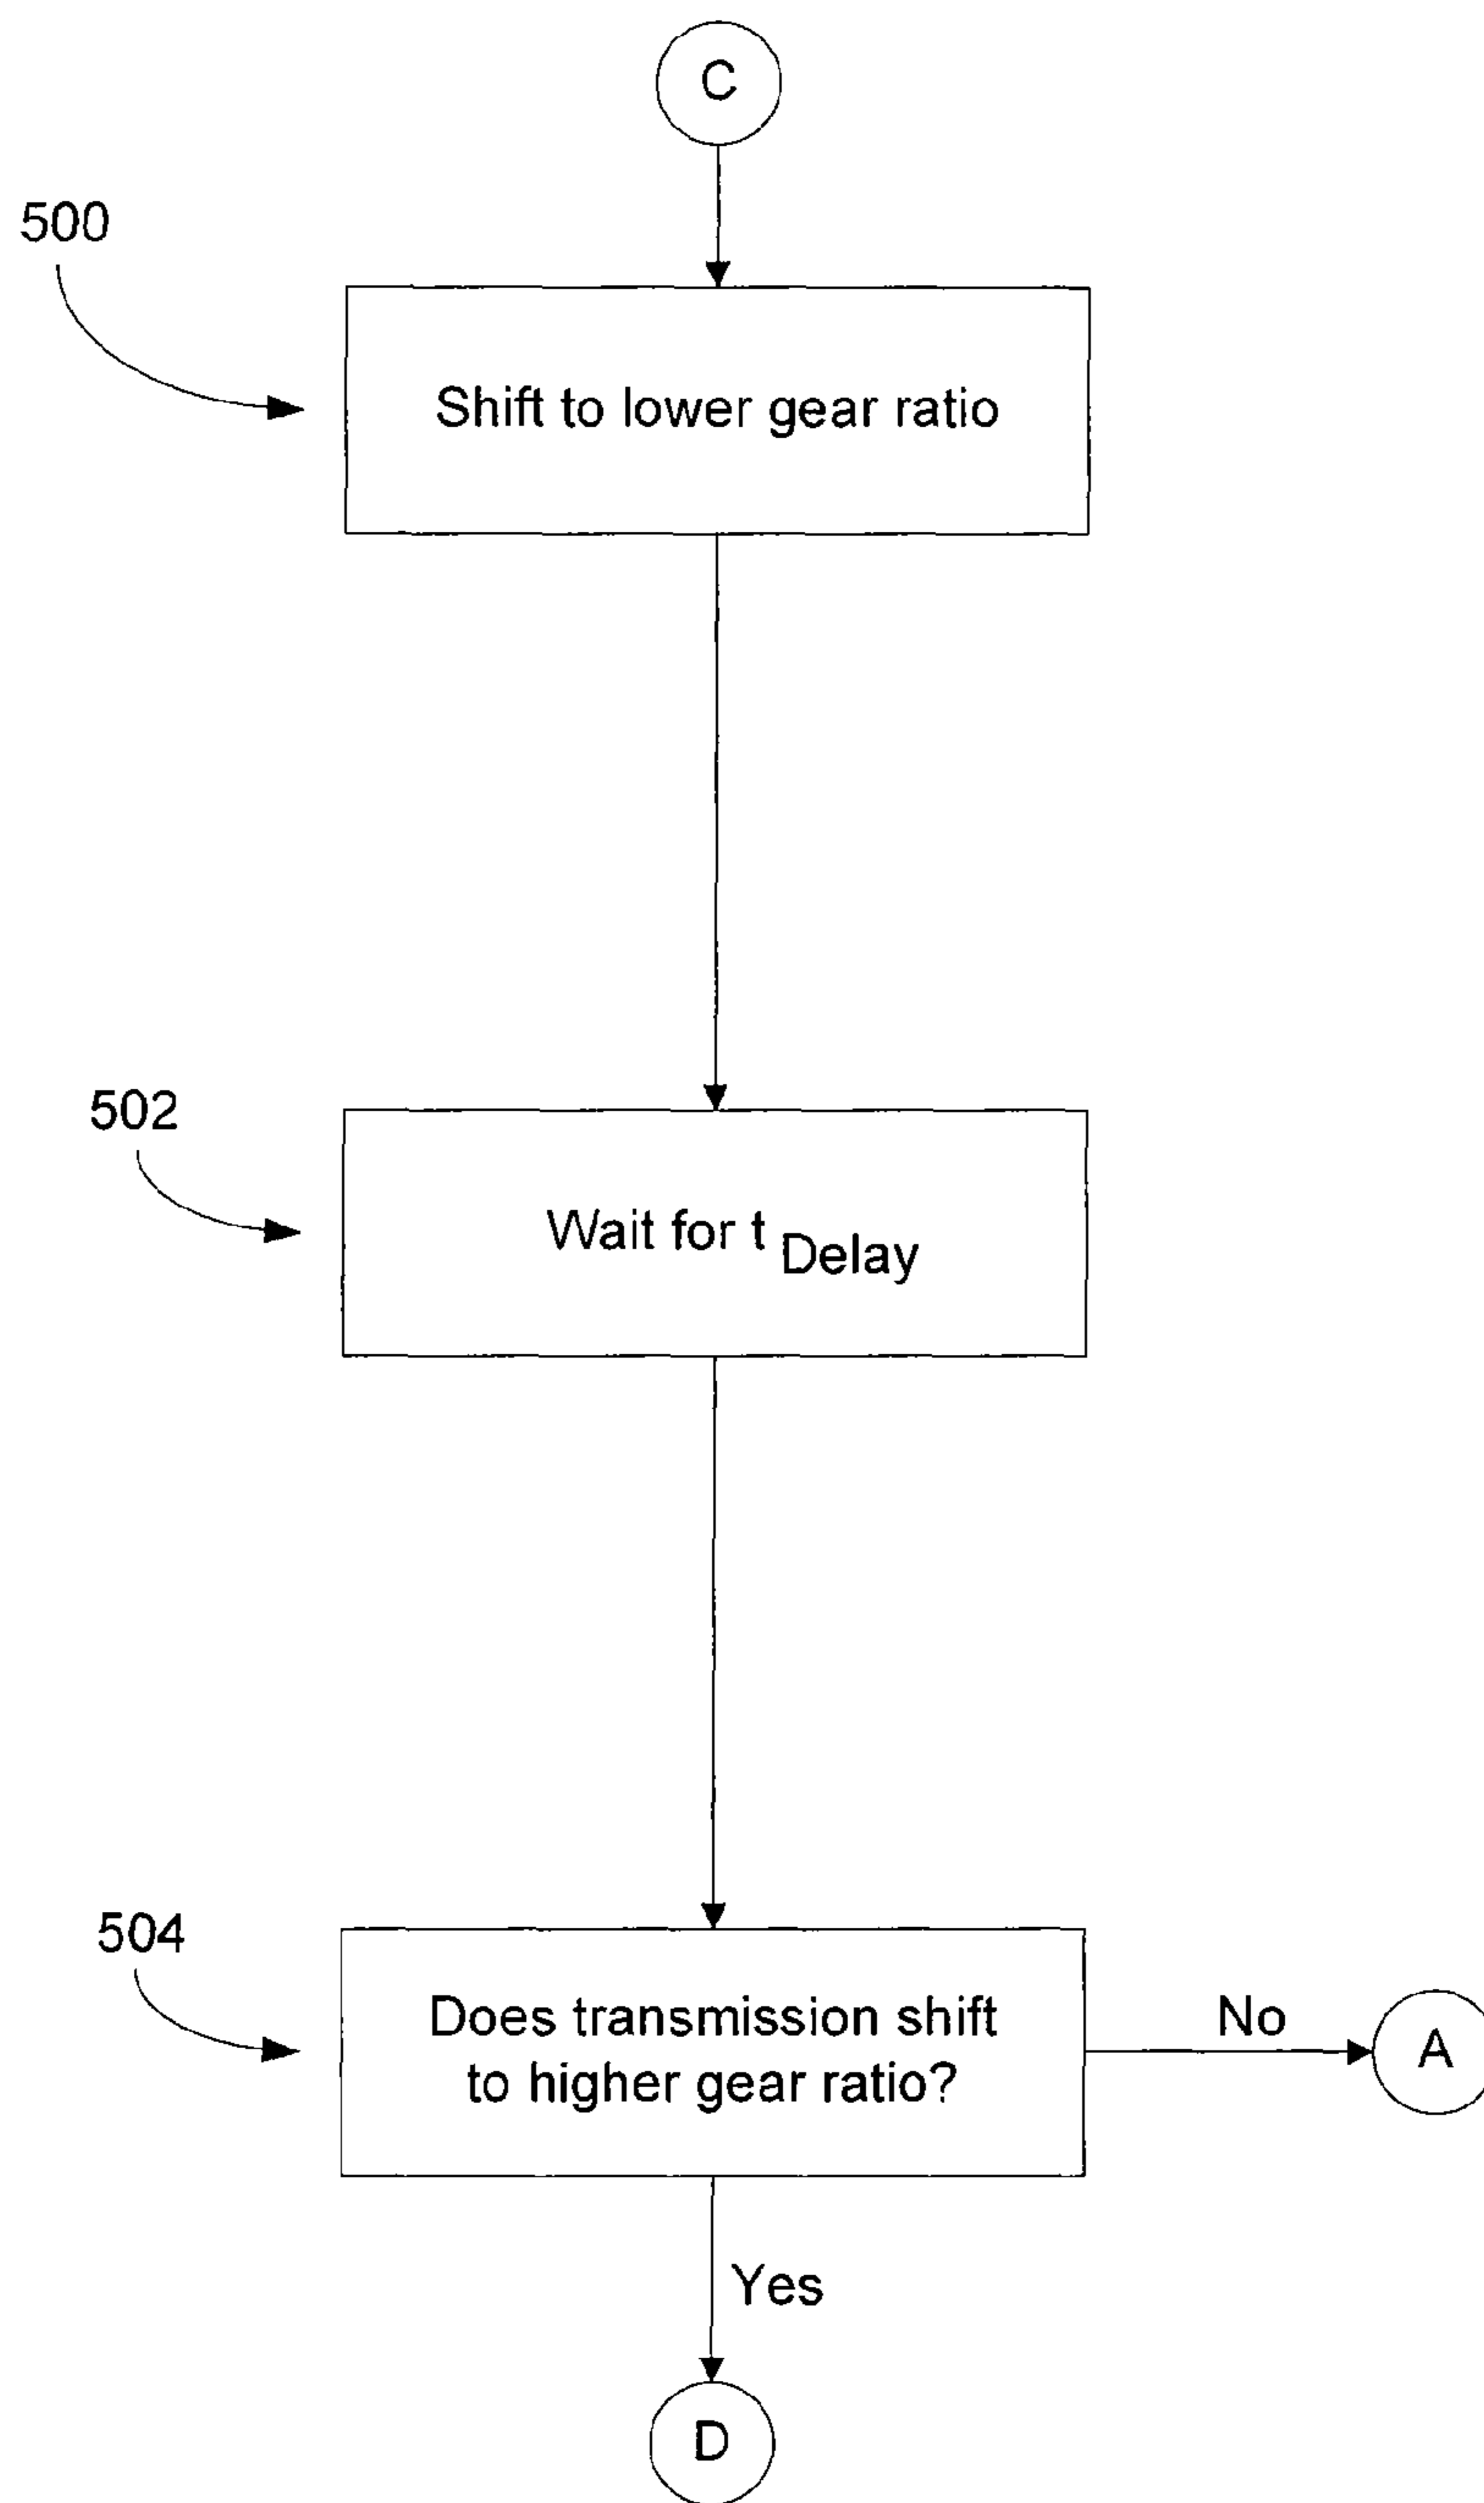 C
500
Shift to lower gear ratio
502
Wait for t Delay
504
Does transmission shift
to higher gear ratio?
No
A
Yes
D